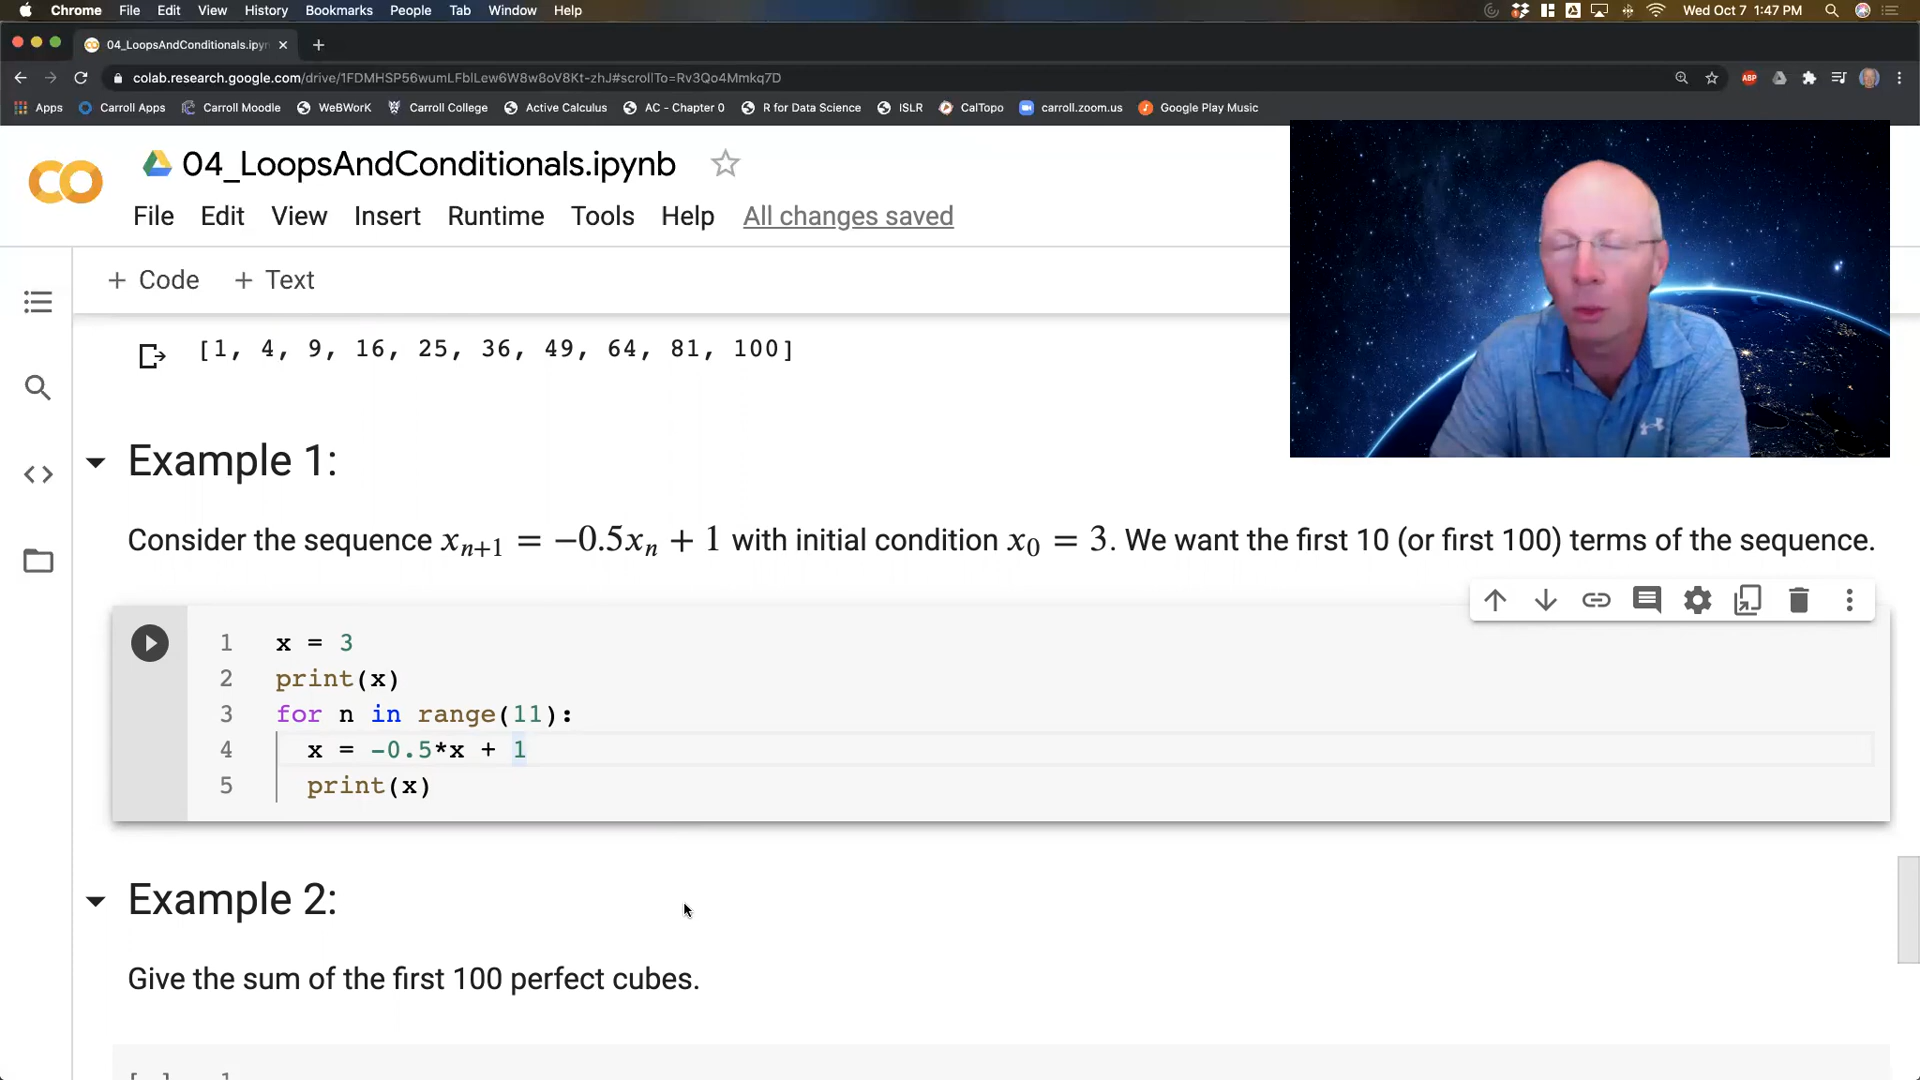 Chrome File Edit View History Bookmarks People Tab Window Help Wed Oct 7 1:47 PM
04_LoopsAndConditionals.ipyn
colab.research.google.com/drive/1FDMHSP56wumLFblLew6W8w8oV8Kt-zhJ#scrollTo=Rv3Qo4Mmkq7D ABP
Apps Carroll Apps Carroll Moodle WeBWorK Carroll College Active Calculus AC - Chapter 0 R for Data Science ISLR CalTopo carroll.zoom.us Google Play Music
04_LoopsAndConditionals.ipynb
File Edit View Insert Runtime Tools Help All changes saved
+ Code + Text
[1, 4, 9, 16, 25, 36, 49, 64, 81, 100]
Example 1:
Consider the sequence xₙ₊₁ = −0.5xₙ + 1 with initial condition x₀ = 3. We want the first 10 (or first 100) terms of the sequence.
1 x = 3
2 print(x)
3 for n in range(11):
4 x = -0.5*x + 1
5 print(x)
Example 2:
Give the sum of the first 100 perfect cubes.